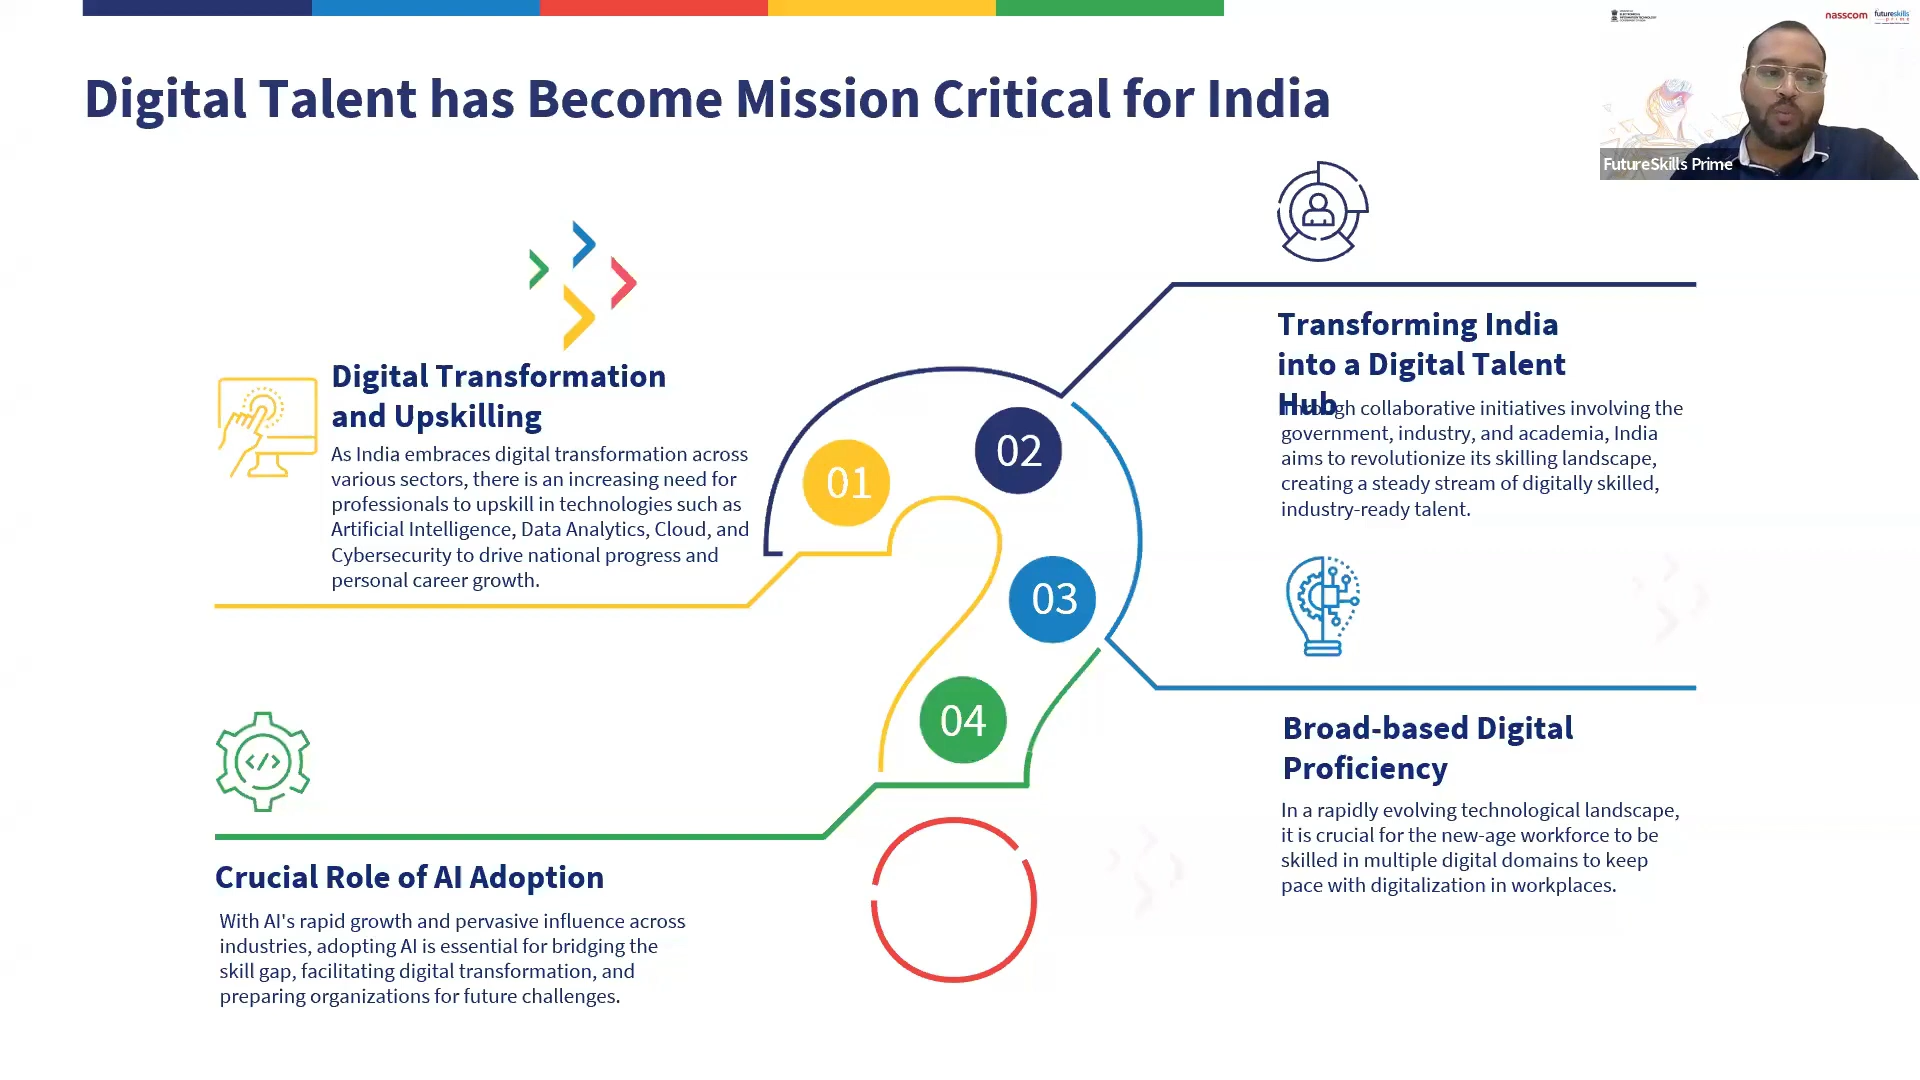 Digital Talent has Become Mission Critical for India
nasscom
futureskills
prime
FutureSkills Prime
Digital Transformation
and Upskilling
As India embraces digital transformation across
various sectors, there is an increasing need for
professionals to upskill in technologies such as
Artificial Intelligence, Data Analytics, Cloud, and
Cybersecurity to drive national progress and
personal career growth.
01
02
03
04
Transforming India
into a Digital Talent
Hub
Through collaborative initiatives involving the
government, industry, and academia, India
aims to revolutionize its skilling landscape,
creating a steady stream of digitally skilled,
industry-ready talent.
Broad-based Digital
Proficiency
In a rapidly evolving technological landscape,
it is crucial for the new-age workforce to be
skilled in multiple digital domains to keep
pace with digitalization in workplaces.
</>
Crucial Role of AI Adoption
With AI's rapid growth and pervasive influence across
industries, adopting AI is essential for bridging the
skill gap, facilitating digital transformation, and
preparing organizations for future challenges.